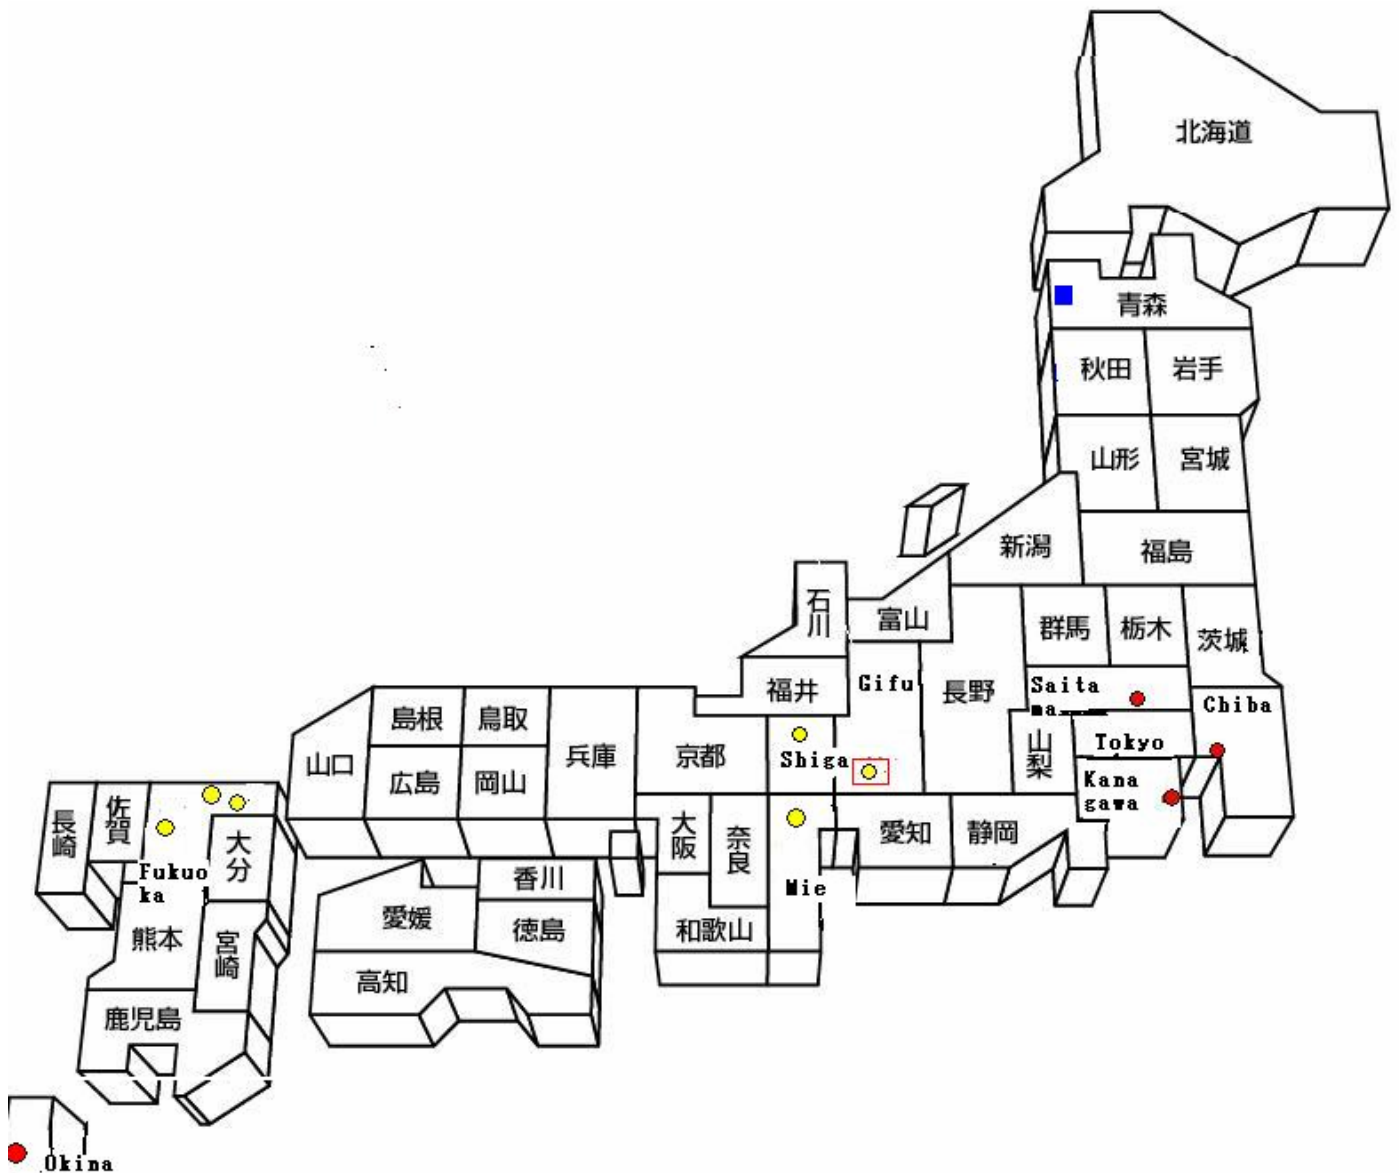 北海道
青森
秋田
岩手
山形
宮城
新潟
福島
石川
富山
群馬
栃木
茨城
福井
Gifu
長野
Saita
ma
Chiba
島根
鳥取
兵庫
京都
Shiga
山梨
Tokyo
山口
広島
岡山
Kana
gawa
長崎
佐賀
大分
大阪
奈良
愛知
静岡
Fukuo
ka
香川
Mie
愛媛
徳島
和歌山
熊本
宮崎
高知
鹿児島
Okina